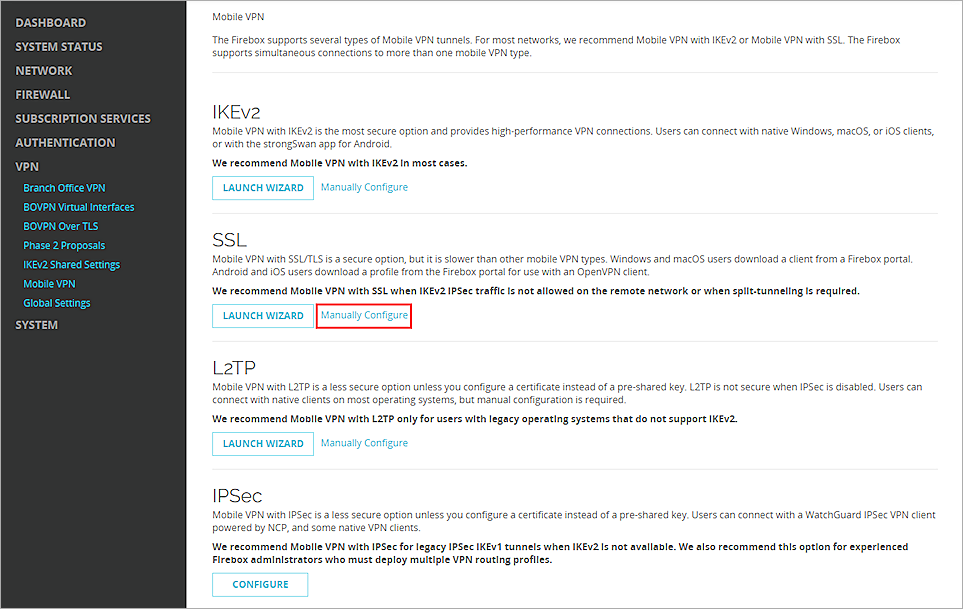 DASHBOARD
SYSTEM STATUS
NETWORK
FIREWALL
SUBSCRIPTION SERVICES
AUTHENTICATION
VPN
Branch Office VPN
BOVPN Virtual Interfaces
BOVPN Over TLS
Phase 2 Proposals
IKEv2 Shared Settings
Mobile VPN
Global Settings
SYSTEM
Mobile VPN
The Firebox supports several types of Mobile VPN tunnels. For most networks, we recommend Mobile VPN with IKEv2 or Mobile VPN with SSL. The Firebox
supports simultaneous connections to more than one mobile VPN type.
IKEv2
Mobile VPN with IKEv2 is the most secure option and provides high-performance VPN connections. Users can connect with native Windows, macOS, or iOS clients,
or with the strongSwan app for Android.
We recommend Mobile VPN with IKEv2 in most cases.
LAUNCH WIZARD Manually Configure
SSL
Mobile VPN with SSL/TLS is a secure option, but it is slower than other mobile VPN types. Windows and macOS users download a client from a Firebox portal.
Android and iOS users download a profile from the Firebox portal for use with an OpenVPN client.
We recommend Mobile VPN with SSL when IKEv2 IPSec traffic is not allowed on the remote network or when split-tunneling is required.
LAUNCH WIZARD Manually Configure
L2TP
Mobile VPN with L2TP is a less secure option unless you configure a certificate instead of a pre-shared key. L2TP is not secure when IPSec is disabled. Users can
connect with native clients on most operating systems, but manual configuration is required.
We recommend Mobile VPN with L2TP only for users with legacy operating systems that do not support IKEv2.
LAUNCH WIZARD Manually Configure
IPSec
Mobile VPN with IPSec is a less secure option unless you configure a certificate instead of a pre-shared key. Users can connect with a WatchGuard IPSec VPN client
powered by NCP, and some native VPN clients.
We recommend Mobile VPN with IPSec for legacy IPSec IKEv1 tunnels when IKEv2 is not available. We also recommend this option for experienced
Firebox administrators who must deploy multiple VPN routing profiles.
CONFIGURE